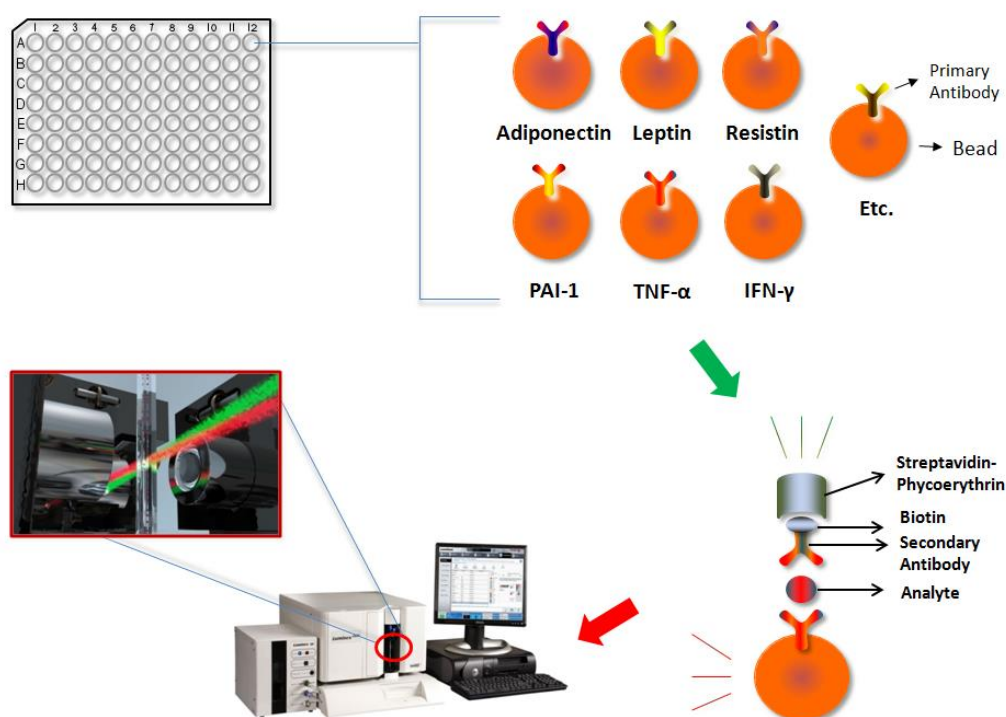 1 2 3 4 5 6 7 8 9 10 11 12
A
B
C
D
E
F
G
H
Adiponectin
Leptin
Resistin
Primary
Antibody
Bead
Etc.
PAI-1
TNF-α
IFN-γ
Streptavidin-
Phycoerythrin
Biotin
Secondary
Antibody
Analyte